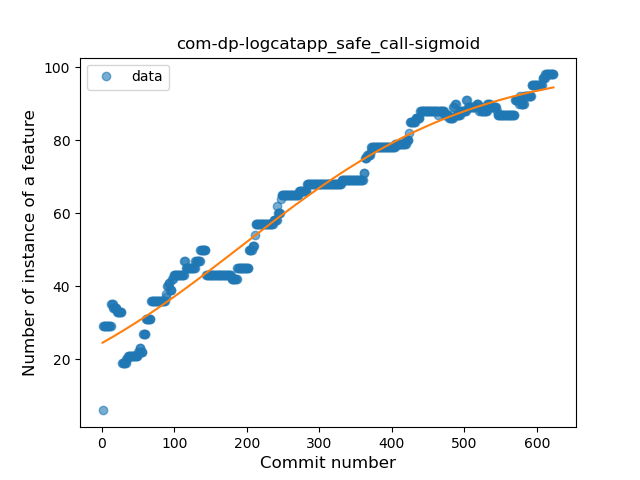 com-dp-logcatapp_safe_call-sigmoid
data
Number of instance of a feature
100
80
60
40
20
0 100 200 300 400 500 600
Commit number